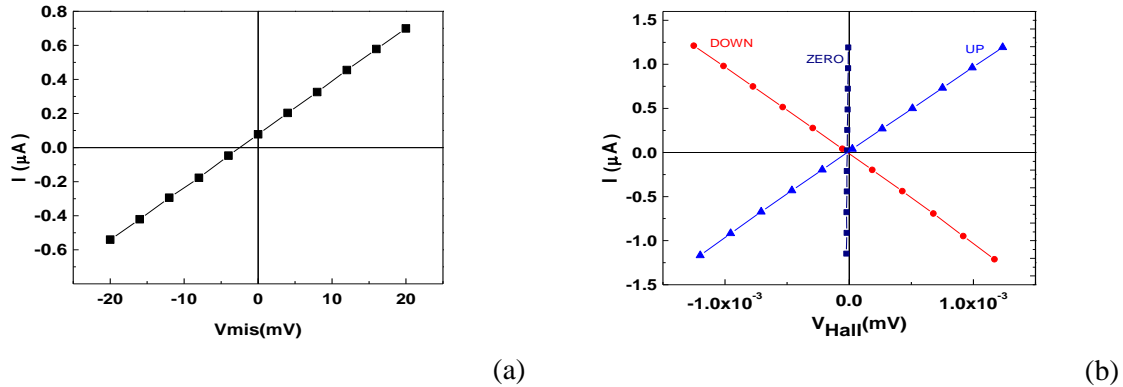 0.8
0.6
0.4
0.2
0.0
-0.2
-0.4
-0.6
I (μA)
-20 -10 0 10 20
Vmis(mV)
(a)
1.5
1.0
0.5
0.0
-0.5
-1.0
-1.5
I (μA)
DOWN
ZERO
UP
-1.0x10⁻³ 0.0 1.0x10⁻³
V_Hall(mV)
(b)